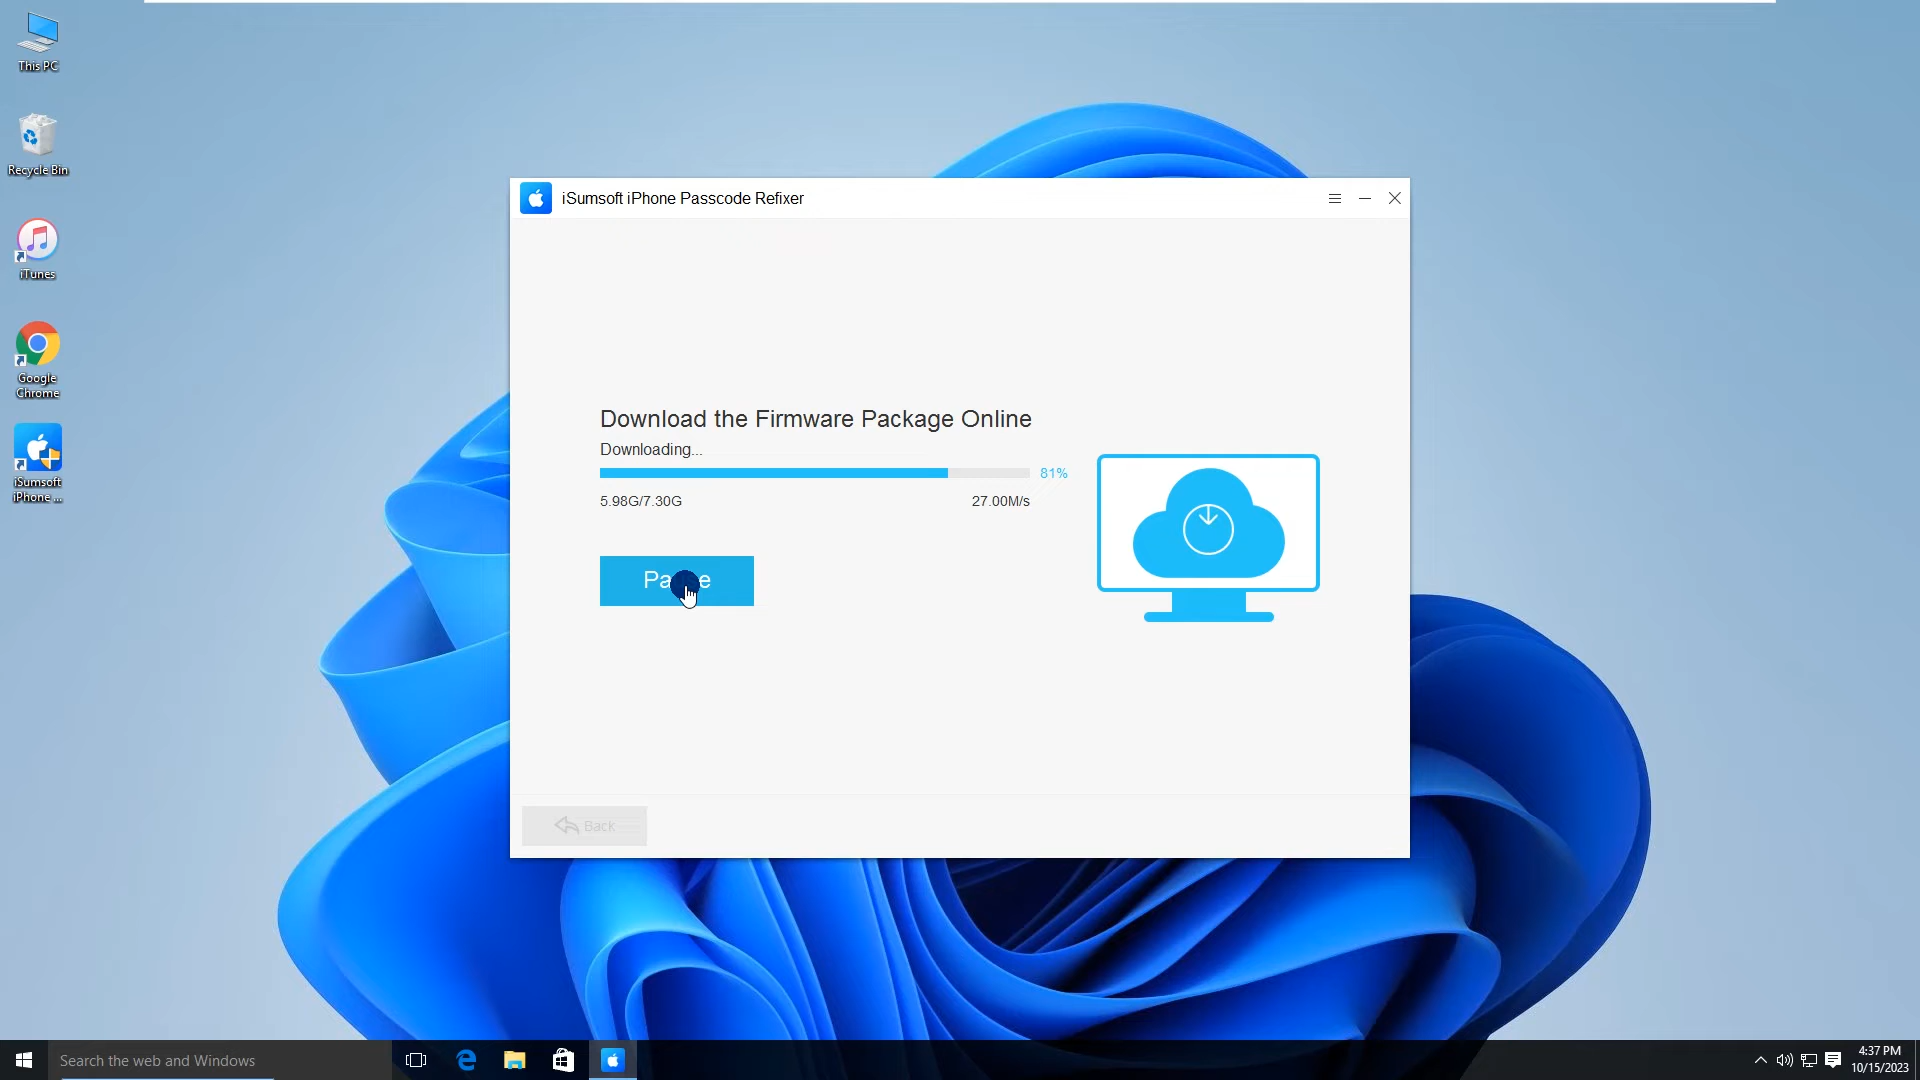 This PC
Recycle Bin
iTunes
Google
Chrome
iSumsoft
iPhone ...
iSumsoft iPhone Passcode Refixer
Download the Firmware Package Online
Downloading...
81%
5.98G/7.30G
27.00M/s
Back
Search the web and Windows
4:37 PM
10/15/2023